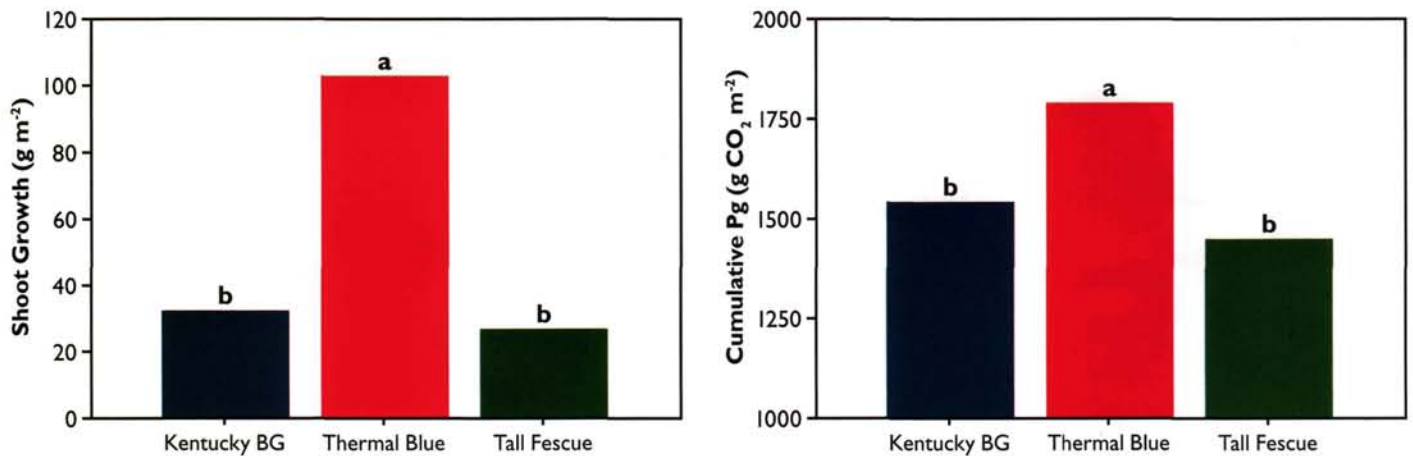 Shoot Growth (g m⁻²)
120
100
80
60
40
20
0
b
a
b
Kentucky BG
Thermal Blue
Tall Fescue
Cumulative Pg (g CO₂ m⁻²)
2000
1750
1500
1250
1000
b
a
b
Kentucky BG
Thermal Blue
Tall Fescue